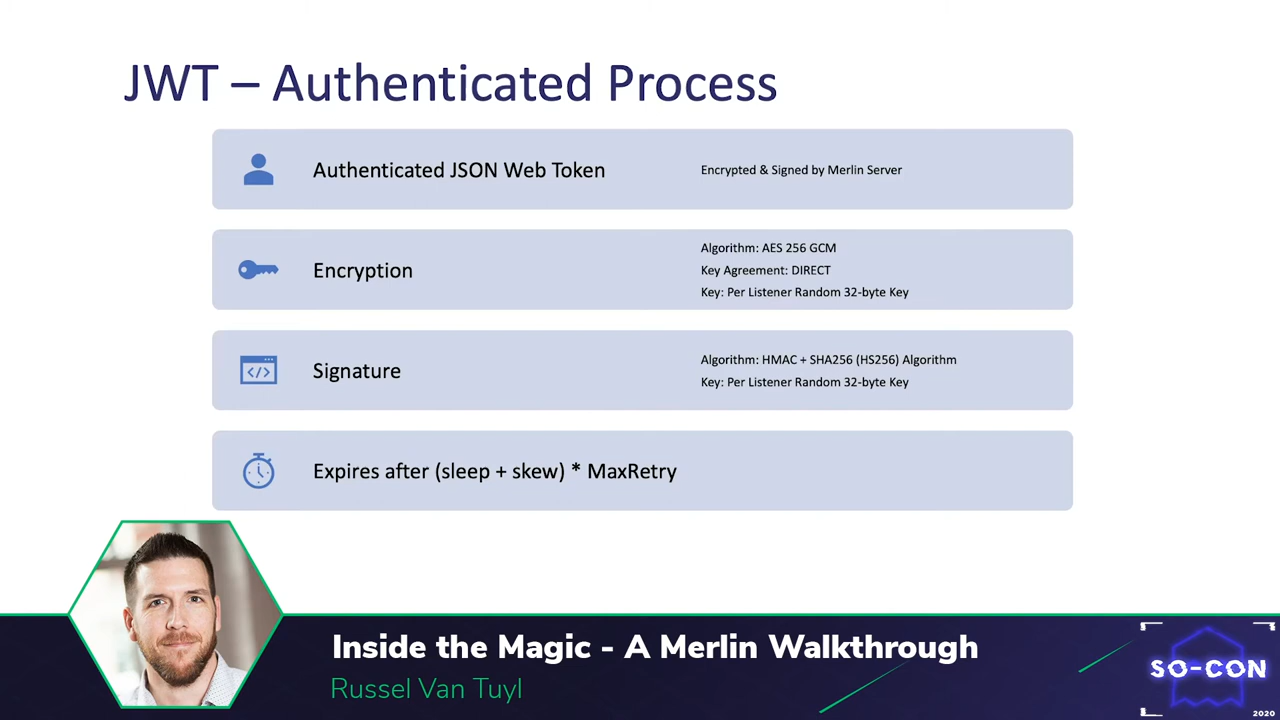 JWT – Authenticated Process
Authenticated JSON Web Token
Encrypted & Signed by Merlin Server
Encryption
Algorithm: AES 256 GCM
Key Agreement: DIRECT
Key: Per Listener Random 32-byte Key
Signature
Algorithm: HMAC + SHA256 (HS256) Algorithm
Key: Per Listener Random 32-byte Key
Expires after (sleep + skew) * MaxRetry
Inside the Magic - A Merlin Walkthrough
Russel Van Tuyl
SO-CON
2020